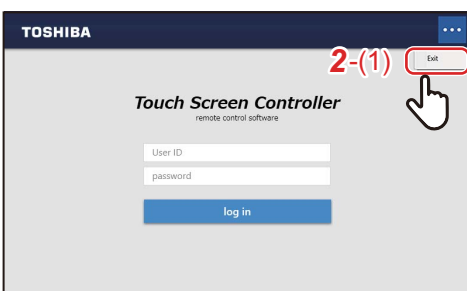 TOSHIBA
...
2-(1)
Exit
Touch Screen Controller
remote control software
User ID
password
log in